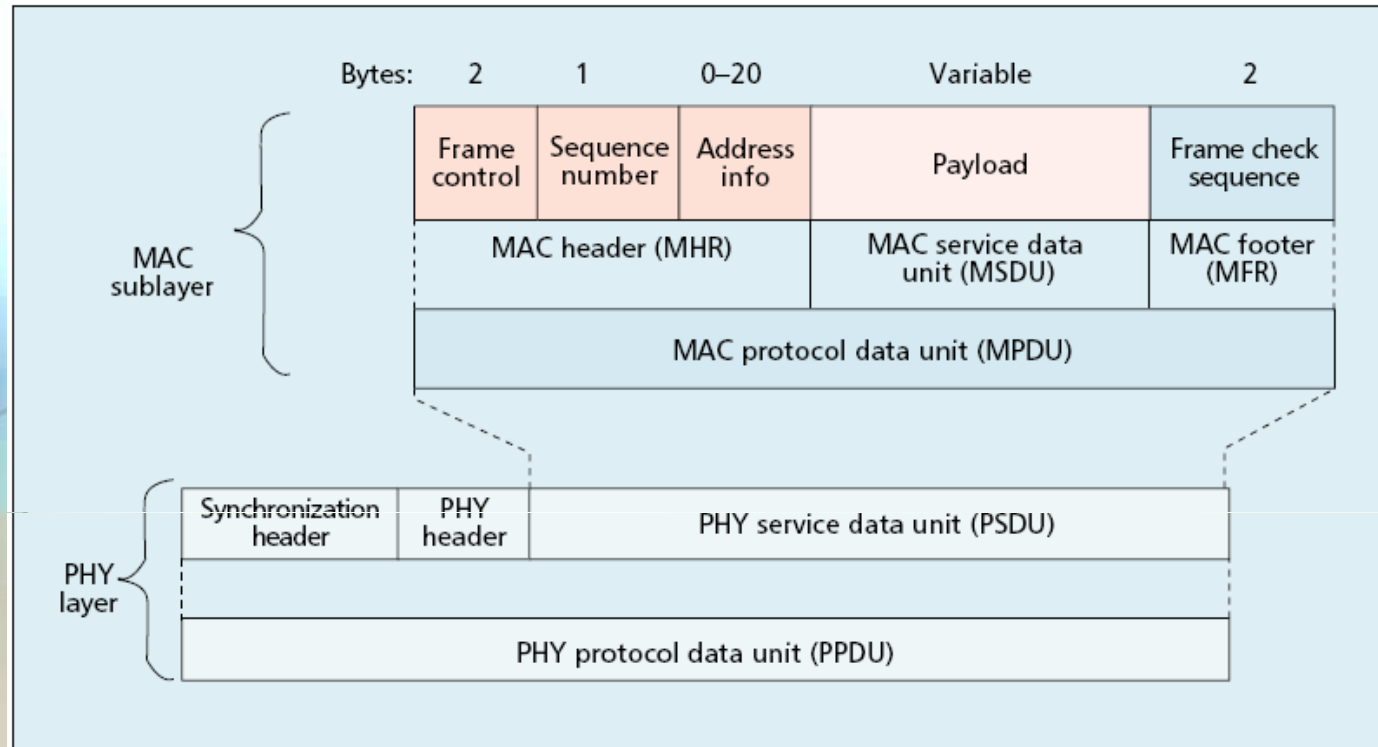 Bytes: 2 1 0–20 Variable 2
Frame control
Sequence number
Address info
Payload
Frame check sequence
MAC sublayer
MAC header (MHR)
MAC service data unit (MSDU)
MAC footer (MFR)
MAC protocol data unit (MPDU)
PHY layer
Synchronization header
PHY header
PHY service data unit (PSDU)
PHY protocol data unit (PPDU)